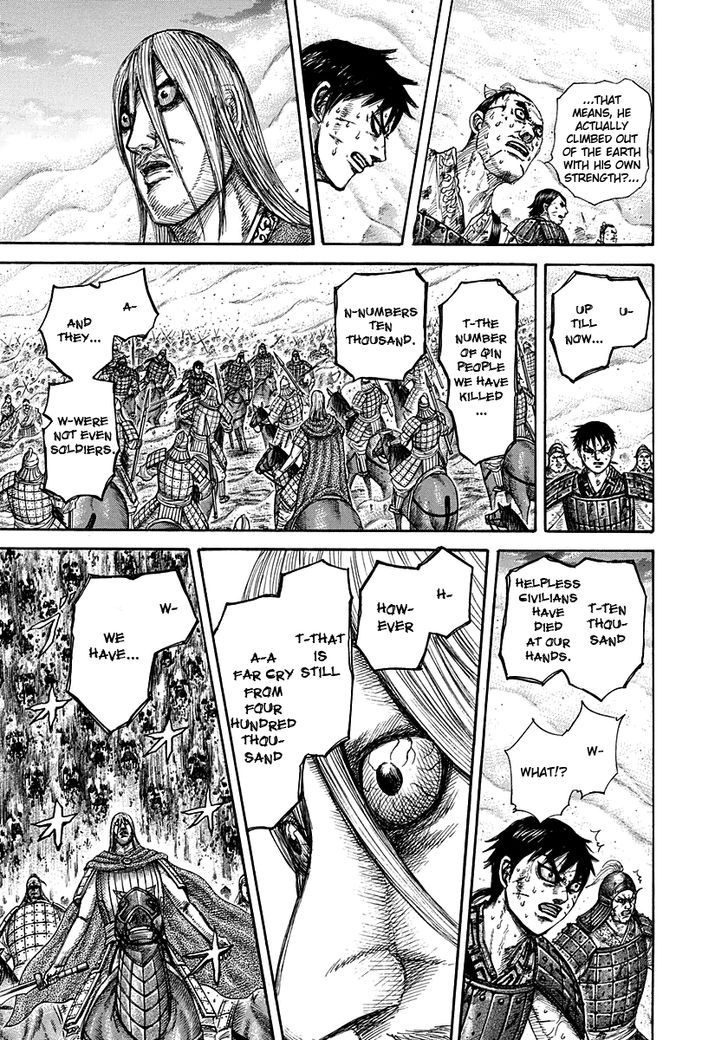 ...THAT
MEANS, HE
ACTUALLY
CLIMBED OUT
OF THE EARTH
WITH HIS OWN
STRENGTH?...
U-
UP
TILL
NOW...
T-THE
NUMBER
OF QIN
PEOPLE
WE HAVE
KILLED
...
N-NUMBERS
TEN
THOUSAND.
A-
AND
THEY...
W-WERE
NOT EVEN
SOLDIERS.
T-TEN
THOU-
SAND
HELPLESS
CIVILIANS
HAVE
DIED
AT OUR
HANDS.
W-
WHAT!?
H-
HOW-
EVER
T-THAT
IS
STILL
A-A
FAR CRY
FROM
FOUR
HUNDRED
THOU-
SAND
W-
WE
HAVE...